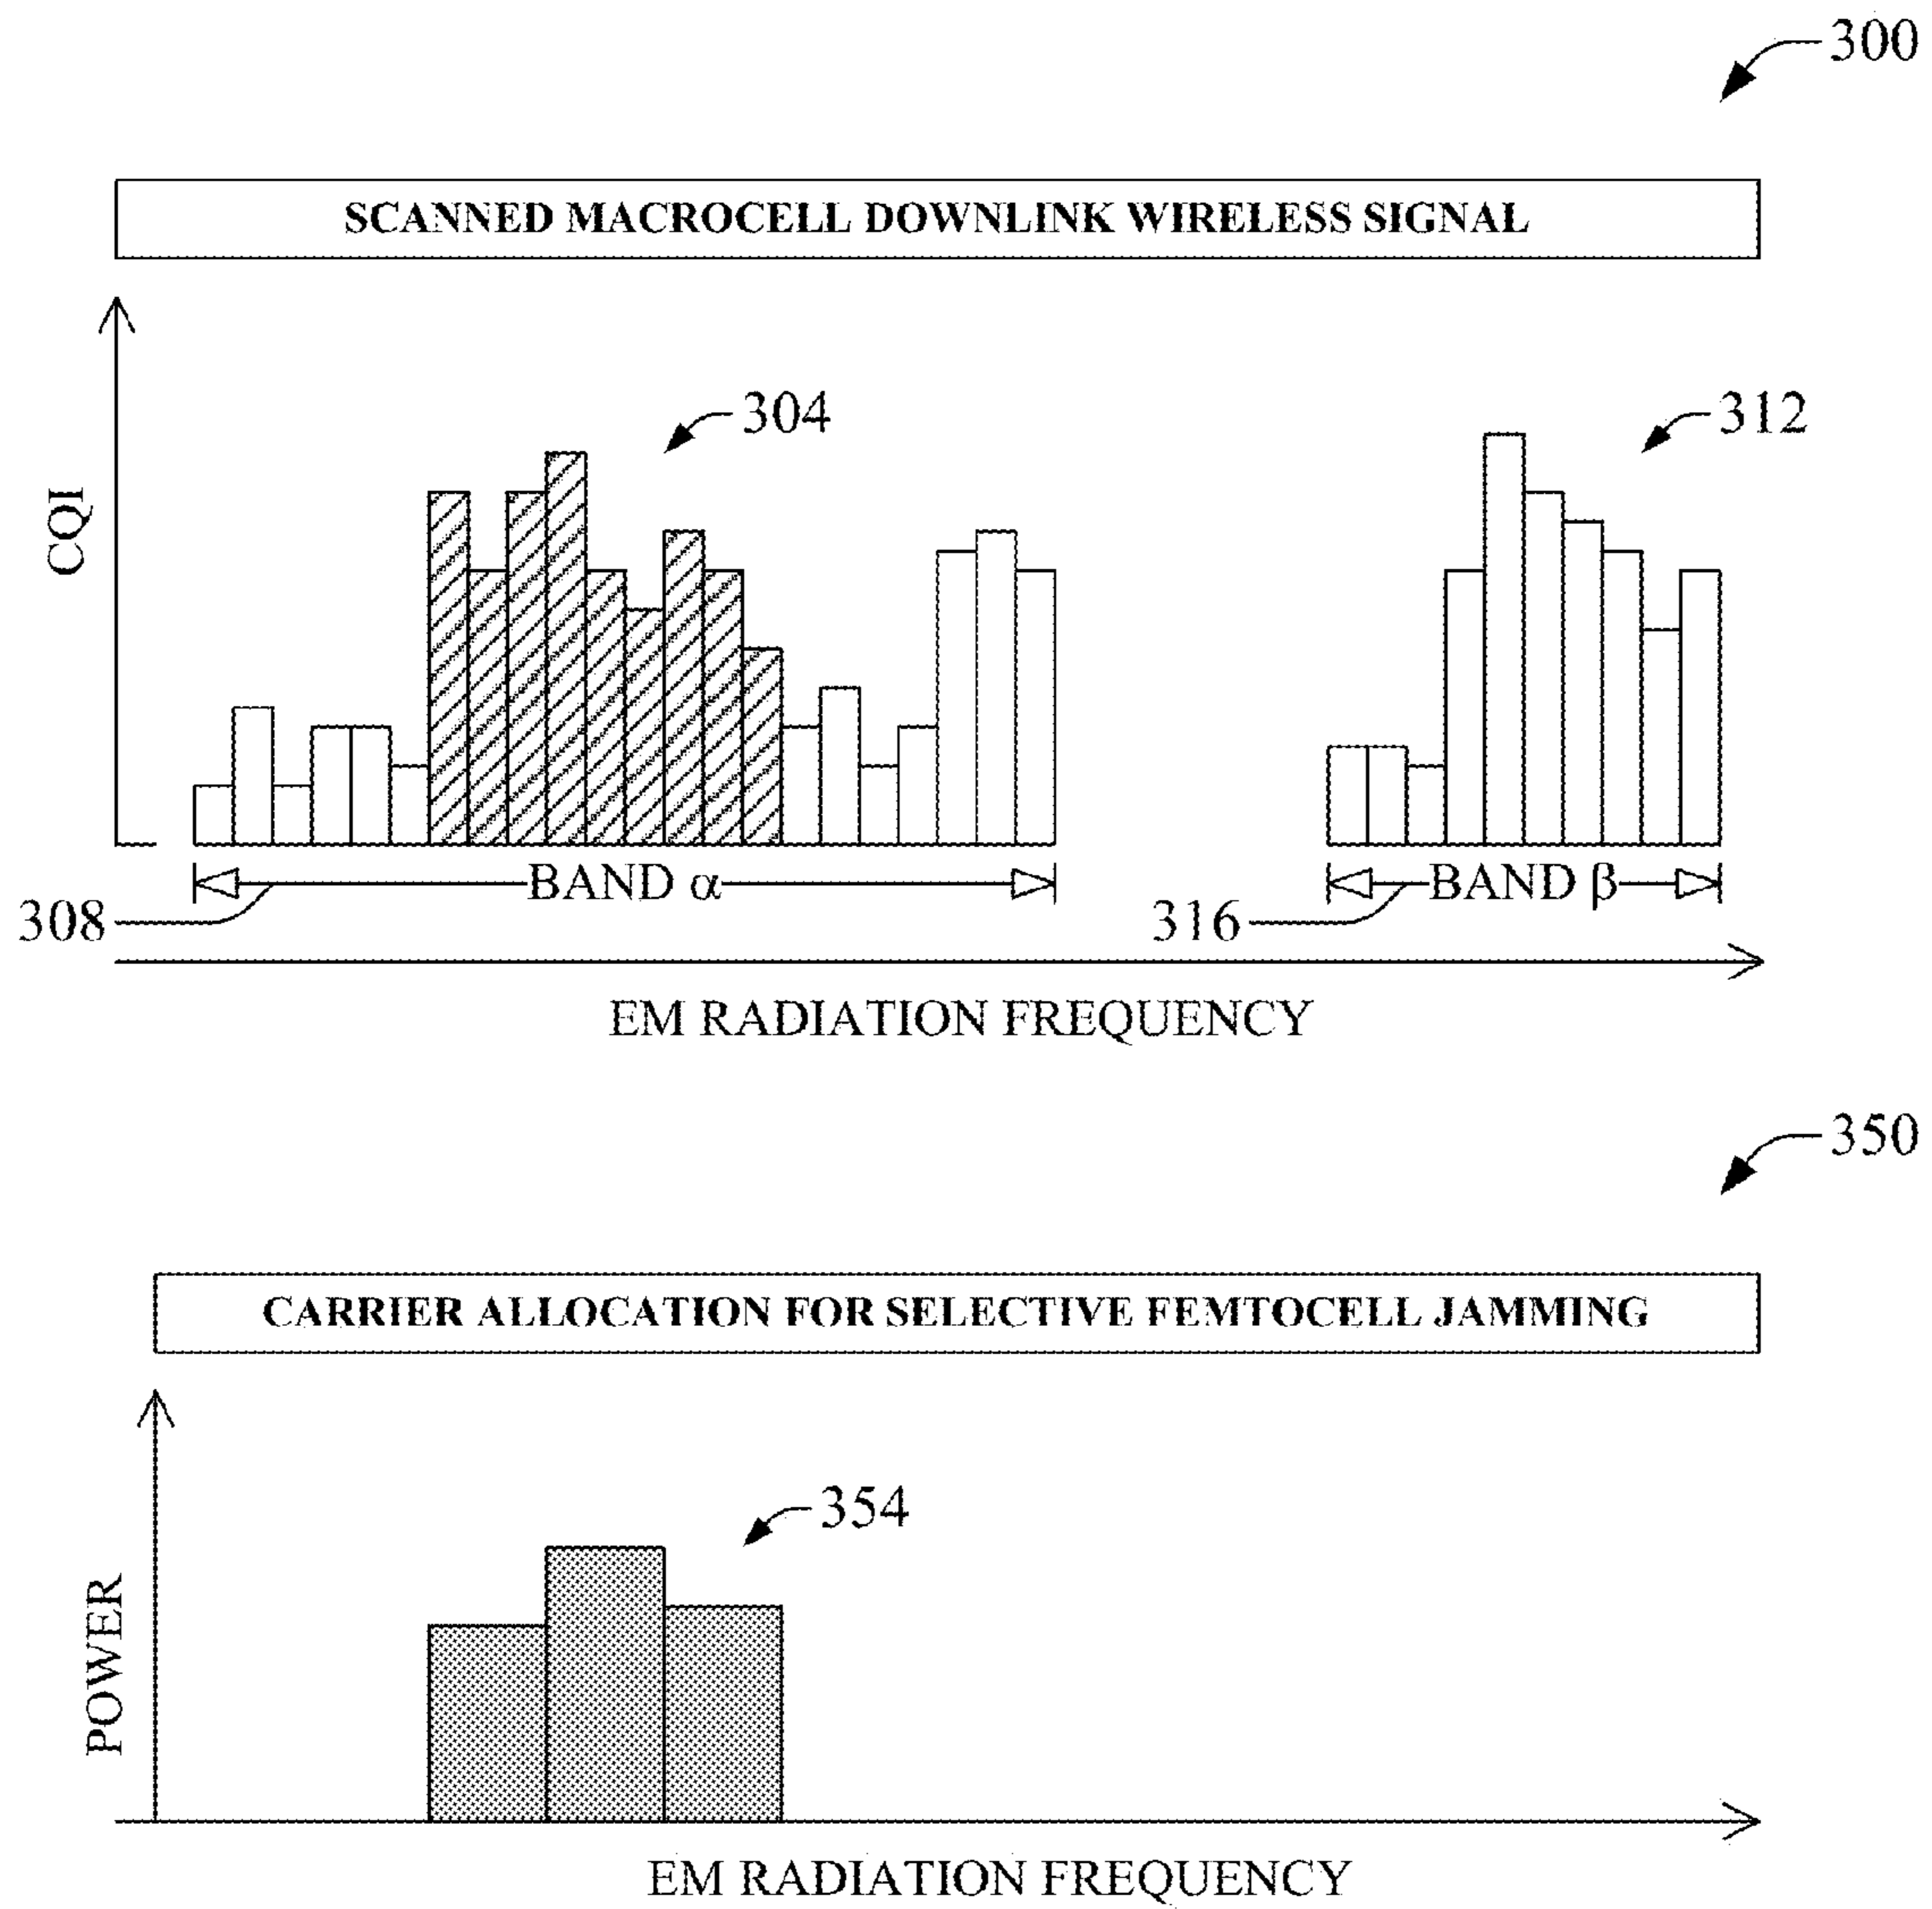 300
SCANNED MACROCELL DOWNLINK WIRELESS SIGNAL
304
312
CQI
BAND α
BAND β
308
316
EM RADIATION FREQUENCY
350
CARRIER ALLOCATION FOR SELECTIVE FEMTOCELL JAMMING
354
POWER
EM RADIATION FREQUENCY